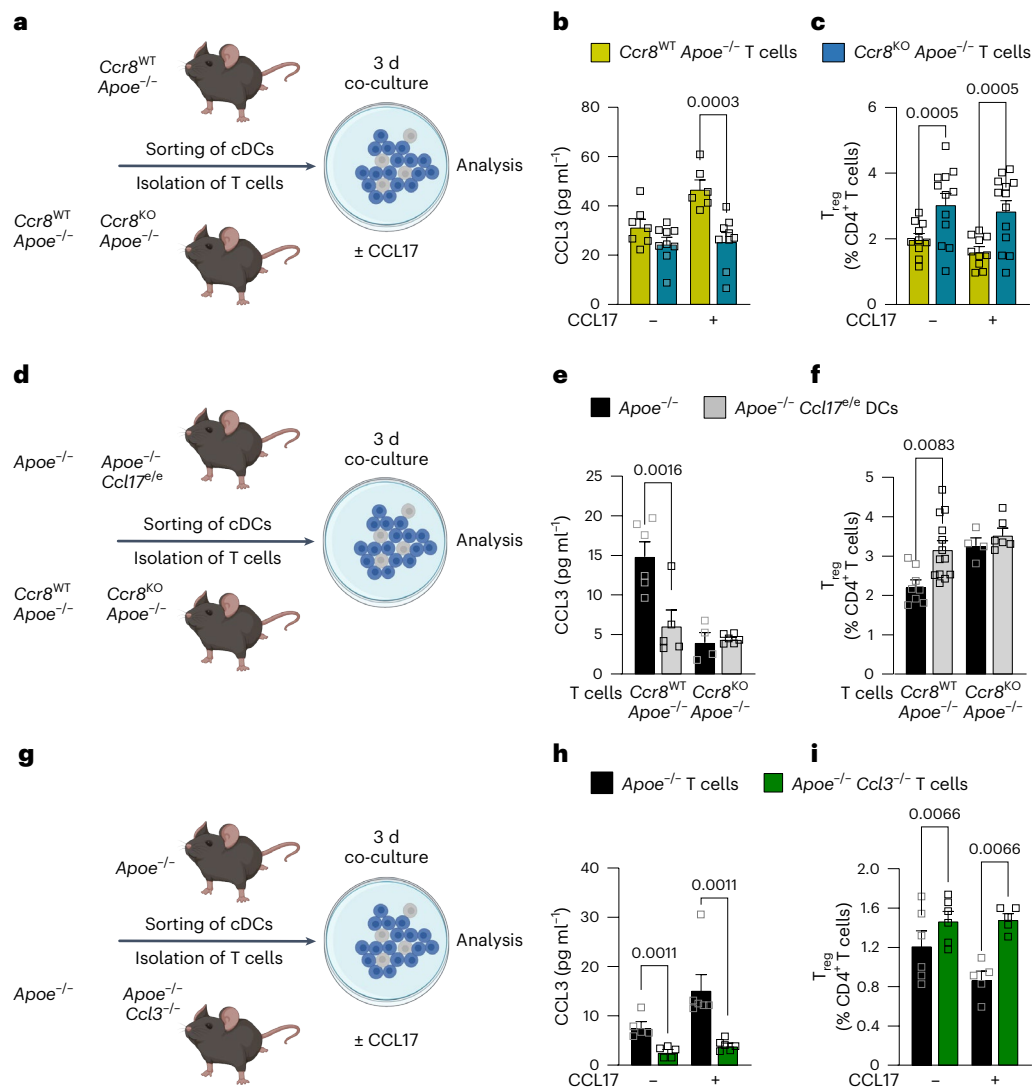 a
Ccr8WT
Apoe−/−
Sorting of cDCs
Isolation of T cells
Ccr8WT Ccr8KO
Apoe−/− Apoe−/−
3 d
co-culture
Analysis
± CCL17
b
c
Ccr8WT Apoe−/− T cells
Ccr8KO Apoe−/− T cells
CCL3 (pg ml−1)
80
60
40
20
0
0.0003
CCL17 − +
Treg
(% CD4+ T cells)
6
4
2
0
0.0005
0.0005
CCL17 − +
d
Apoe−/− Apoe−/−
Ccl17e/e
Sorting of cDCs
Isolation of T cells
Ccr8WT Ccr8KO
Apoe−/− Apoe−/−
3 d
co-culture
Analysis
e
f
Apoe−/−
Apoe−/− Ccl17e/e DCs
CCL3 (pg ml−1)
25
20
15
10
5
0
0.0016
T cells Ccr8WT Ccr8KO
Apoe−/− Apoe−/−
Treg
(% CD4+ T cells)
5
4
3
2
1
0.0083
Ccr8WT Ccr8KO
Apoe−/− Apoe−/−
g
Apoe−/−
Sorting of cDCs
Isolation of T cells
Apoe−/− Apoe−/−
Ccl3−/−
3 d
co-culture
Analysis
± CCL17
h
i
Apoe−/− T cells
Apoe−/− Ccl3−/− T cells
CCL3 (pg ml−1)
40
30
20
10
0
0.0011
0.0011
CCL17 − +
Treg
(% CD4+ T cells)
2.0
1.6
1.2
0.8
0.4
0
0.0066
0.0066
CCL17 − +